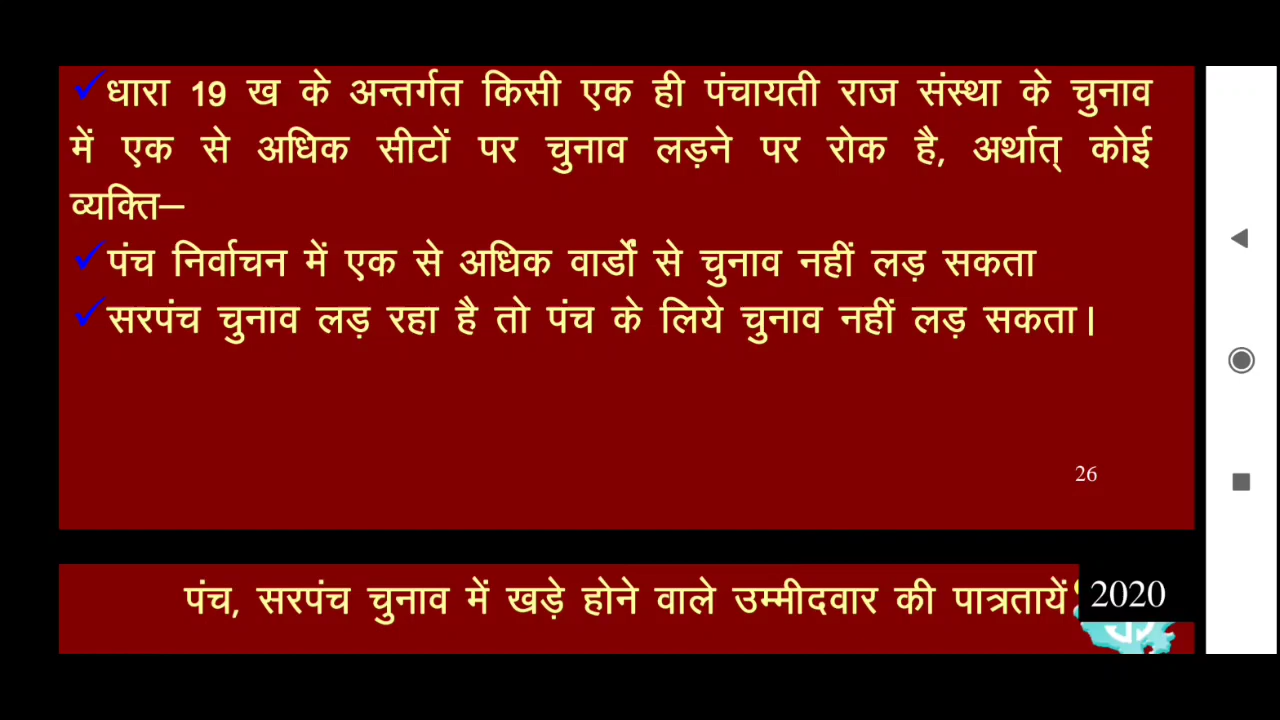 ✓धारा 19 ख के अन्तर्गत किसी एक ही पंचायती राज संस्था के चुनाव
में एक से अधिक सीटों पर चुनाव लड़ने पर रोक है, अर्थात् कोई
व्यक्ति–
✓पंच निर्वाचन में एक से अधिक वार्डों से चुनाव नहीं लड़ सकता
✓सरपंच चुनाव लड़ रहा है तो पंच के लिये चुनाव नहीं लड़ सकता।
26
पंच, सरपंच चुनाव में खड़े होने वाले उम्मीदवार की पात्रतायें
2020